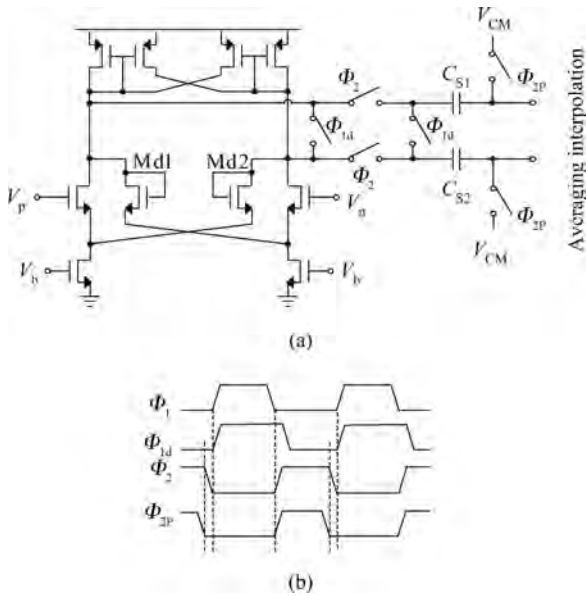 (a)
V_CM
Φ_2
C_S1
Φ_2P
Φ_1d
Φ_1d
Averaging interpolation
Md1 Md2
Φ_2
V_p
V_n
C_S2
Φ_2P
V_b
V_b
V_CM
(a)
Φ_1
Φ_1d
Φ_2
Φ_2P
(b)